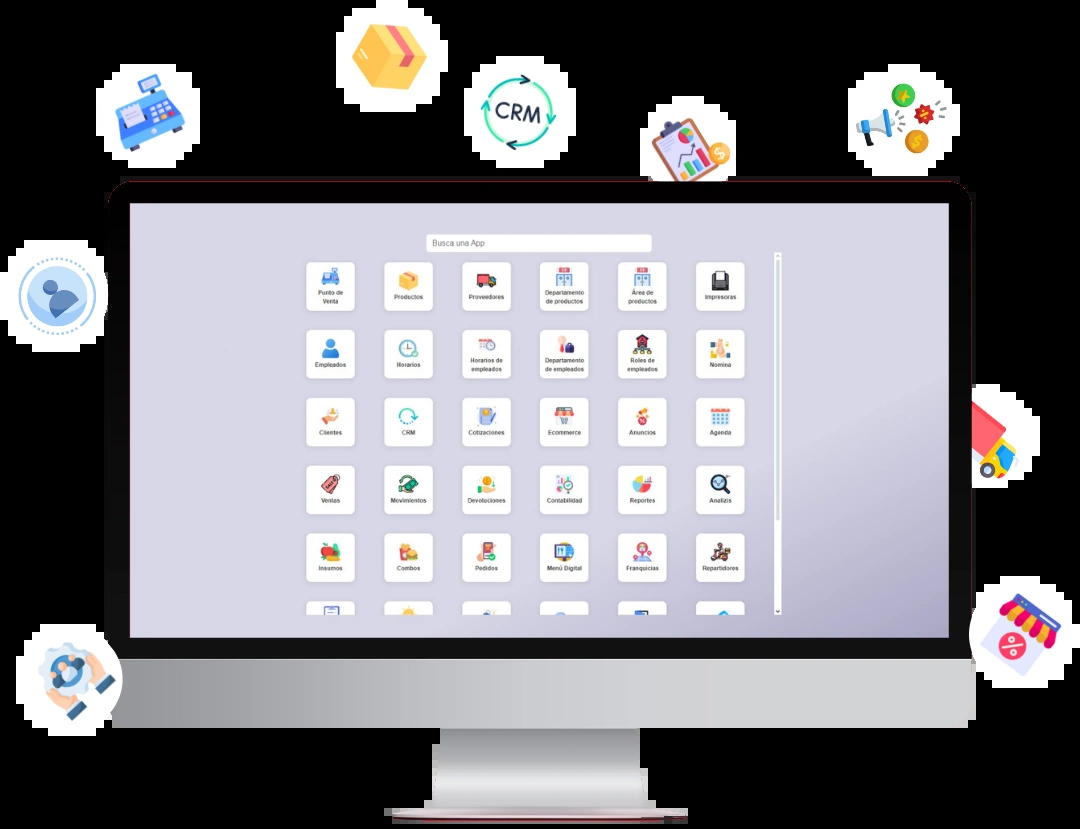 CRM
Busca una App
Punto de
Venta
Productos
Proveedores
Departamento
de productos
Área de
productos
Impresoras
Empleados
Horarios
Horarios de
empleados
Departamento
de empleados
Roles de
empleados
Nomina
Clientes
CRM
Cotizaciones
Ecommerce
Anuncios
Agenda
Ventas
Movimientos
Devoluciones
Contabilidad
Reportes
Analizis
Insumos
Combos
Pedidos
Menú Digital
Franquicias
Repartidores